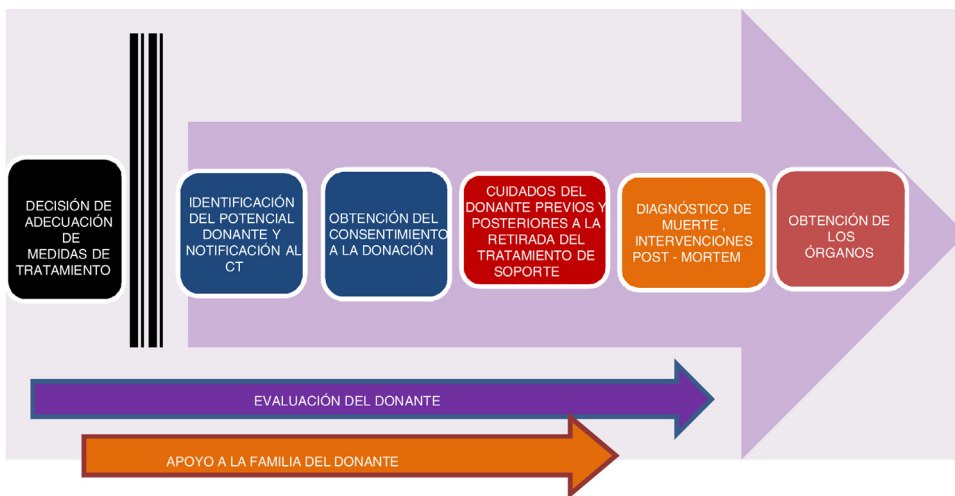 DECISIÓN DE
ADECUACIÓN
DE
MEDIDAS DE
TRATAMIENTO
IDENTIFICACIÓN
DEL POTENCIAL
DONANTE Y
NOTIFICACIÓN AL
CT
OBTENCIÓN DEL
CONSENTIMIENTO
A LA DONACIÓN
CUIDADOS DEL
DONANTE PREVIOS Y
POSTERIORES A LA
RETIRADA DEL
TRATAMIENTO DE
SOPORTE
DIAGNÓSTICO DE
MUERTE ,
INTERVENCIONES
POST - MORTEM
OBTENCIÓN DE
LOS
ÓRGANOS
EVALUACIÓN DEL DONANTE
APOYO A LA FAMILIA DEL DONANTE